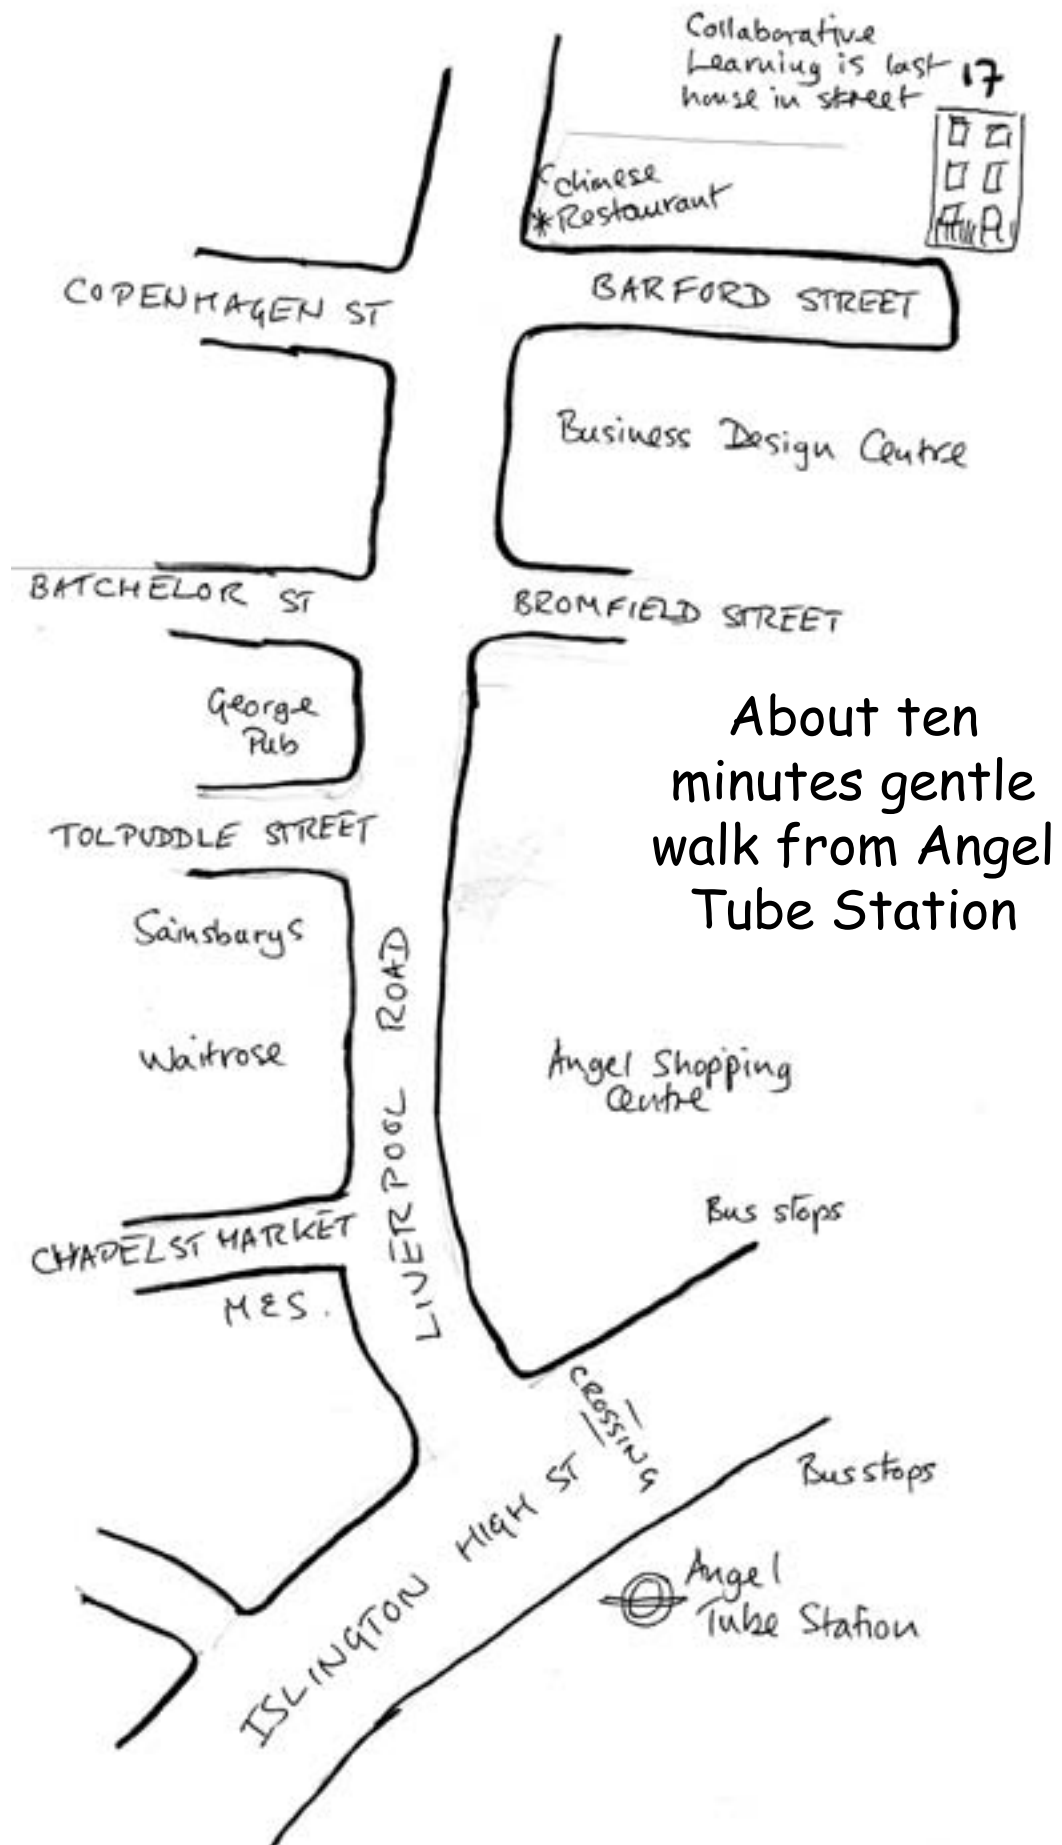 Collaborative
Learning is last
house in street
17
Chinese
*Restaurant
COPENHAGEN ST
BARFORD STREET
Business Design Centre
BATCHELOR ST
BROMFIELD STREET
George
Pub
About ten
minutes gentle
walk from Angel
Tube Station
TOLPUDDLE STREET
Sainsburys
Waitrose
LIVERPOOL ROAD
Angel Shopping
Centre
Bus stops
CHAPEL ST MARKET
M&S.
CROSSING
Bus stops
ISLINGTON HIGH ST
Angel
Tube Station